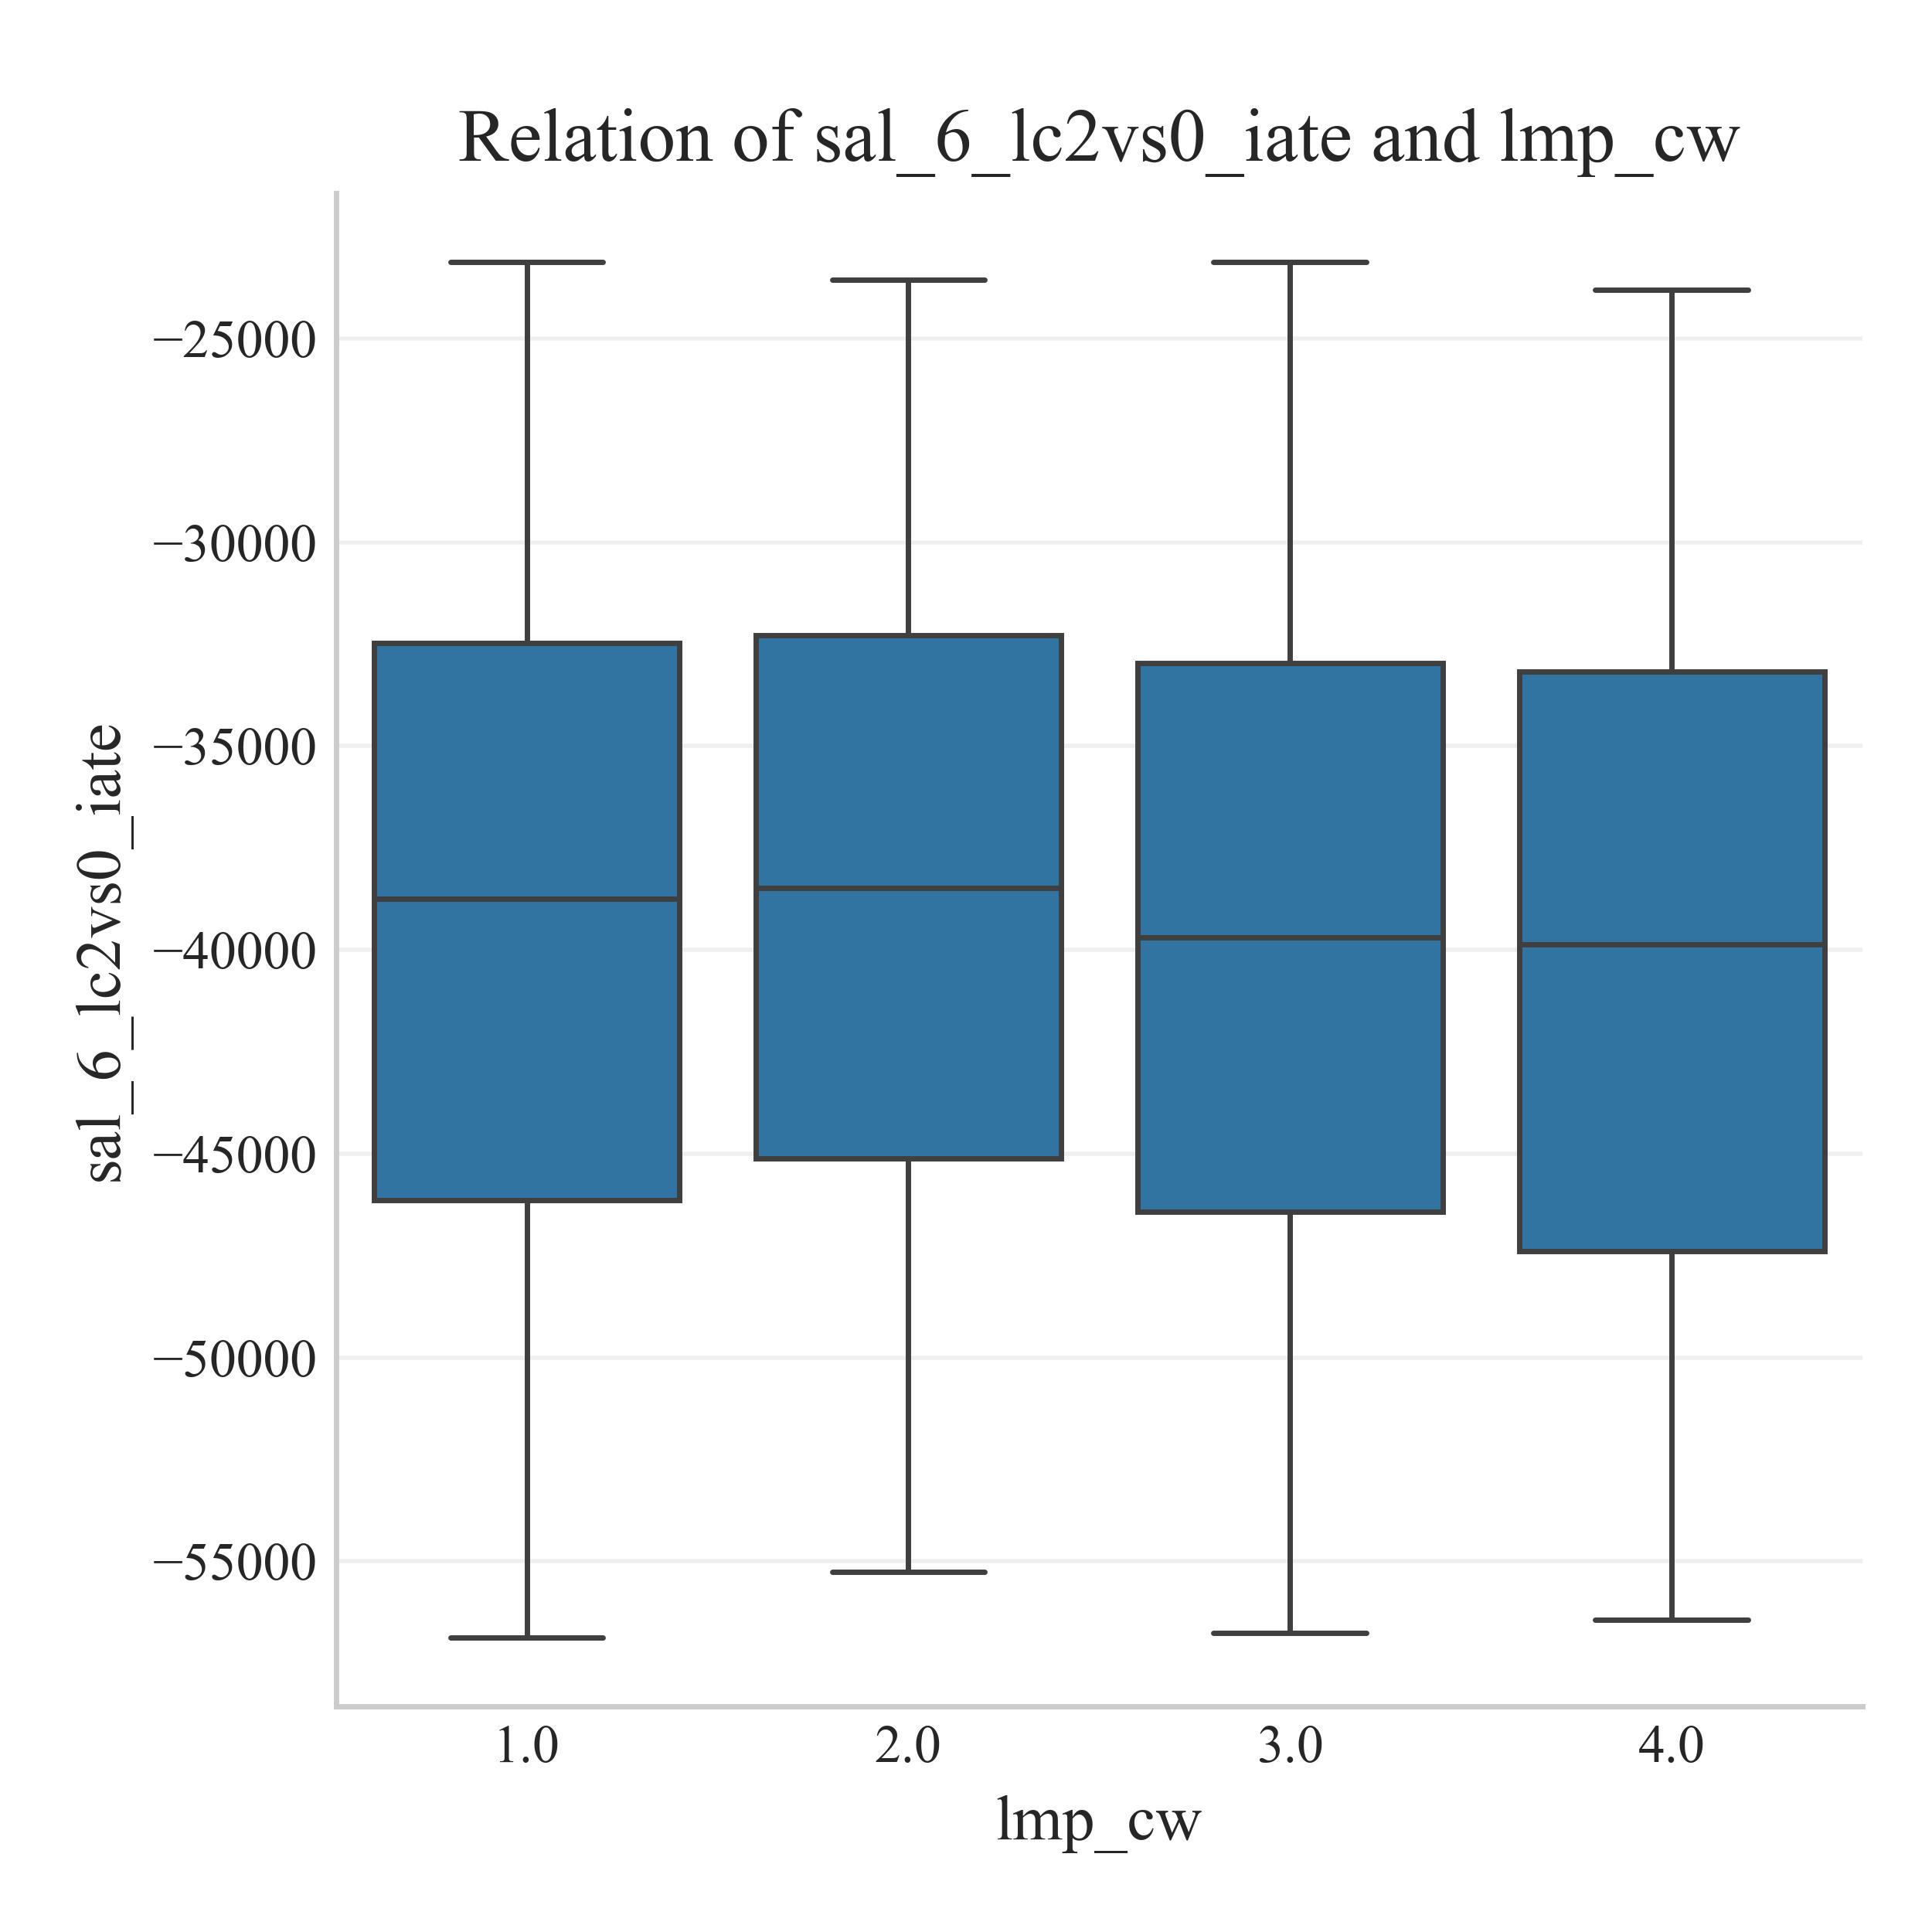 Relation of sal_6_lc2vs0_iate and lmp_cw
sal_6_lc2vs0_iate
−25000
−30000
−35000
−40000
−45000
−50000
−55000
1.0 2.0 3.0 4.0
lmp_cw